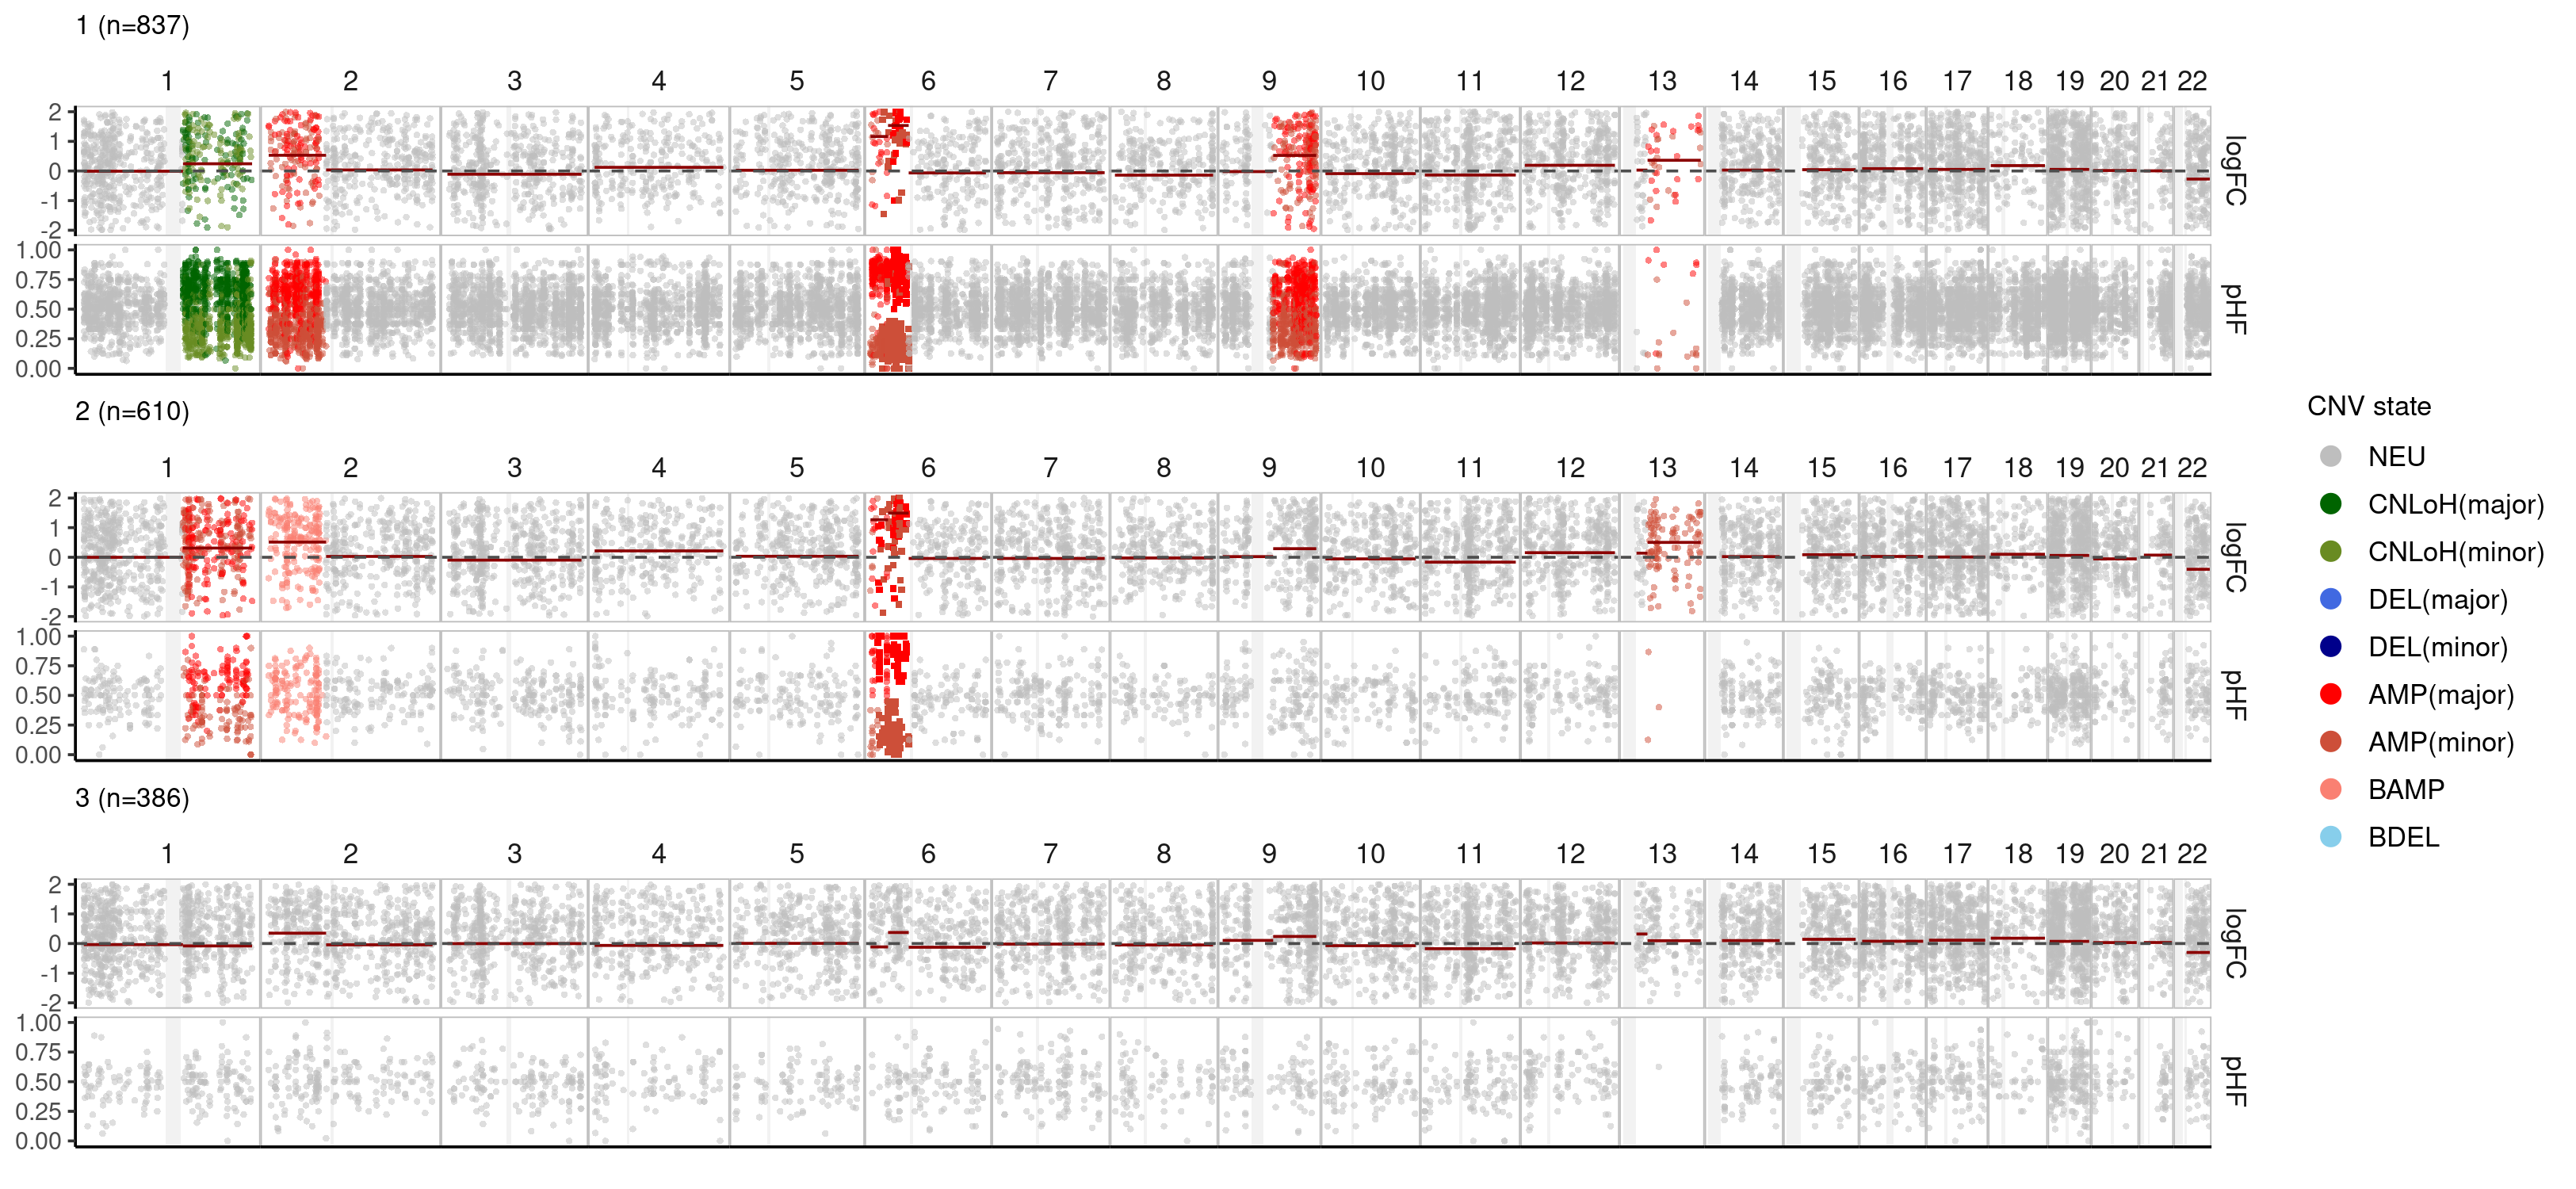 1 (n=837)
1 2 3 4 5 6 7 8 9 10 11 12 13 14 15 16 17 18 19 20 21 22
2
1
0
-1
-2
logFC
1.00
0.75
0.50
0.25
0.00
pHF
2 (n=610)
1 2 3 4 5 6 7 8 9 10 11 12 13 14 15 16 17 18 19 20 21 22
2
1
0
-1
-2
logFC
1.00
0.75
0.50
0.25
0.00
pHF
3 (n=386)
1 2 3 4 5 6 7 8 9 10 11 12 13 14 15 16 17 18 19 20 21 22
2
1
0
-1
-2
logFC
1.00
0.75
0.50
0.25
0.00
pHF
CNV state
NEU
CNLoH(major)
CNLoH(minor)
DEL(major)
DEL(minor)
AMP(major)
AMP(minor)
BAMP
BDEL